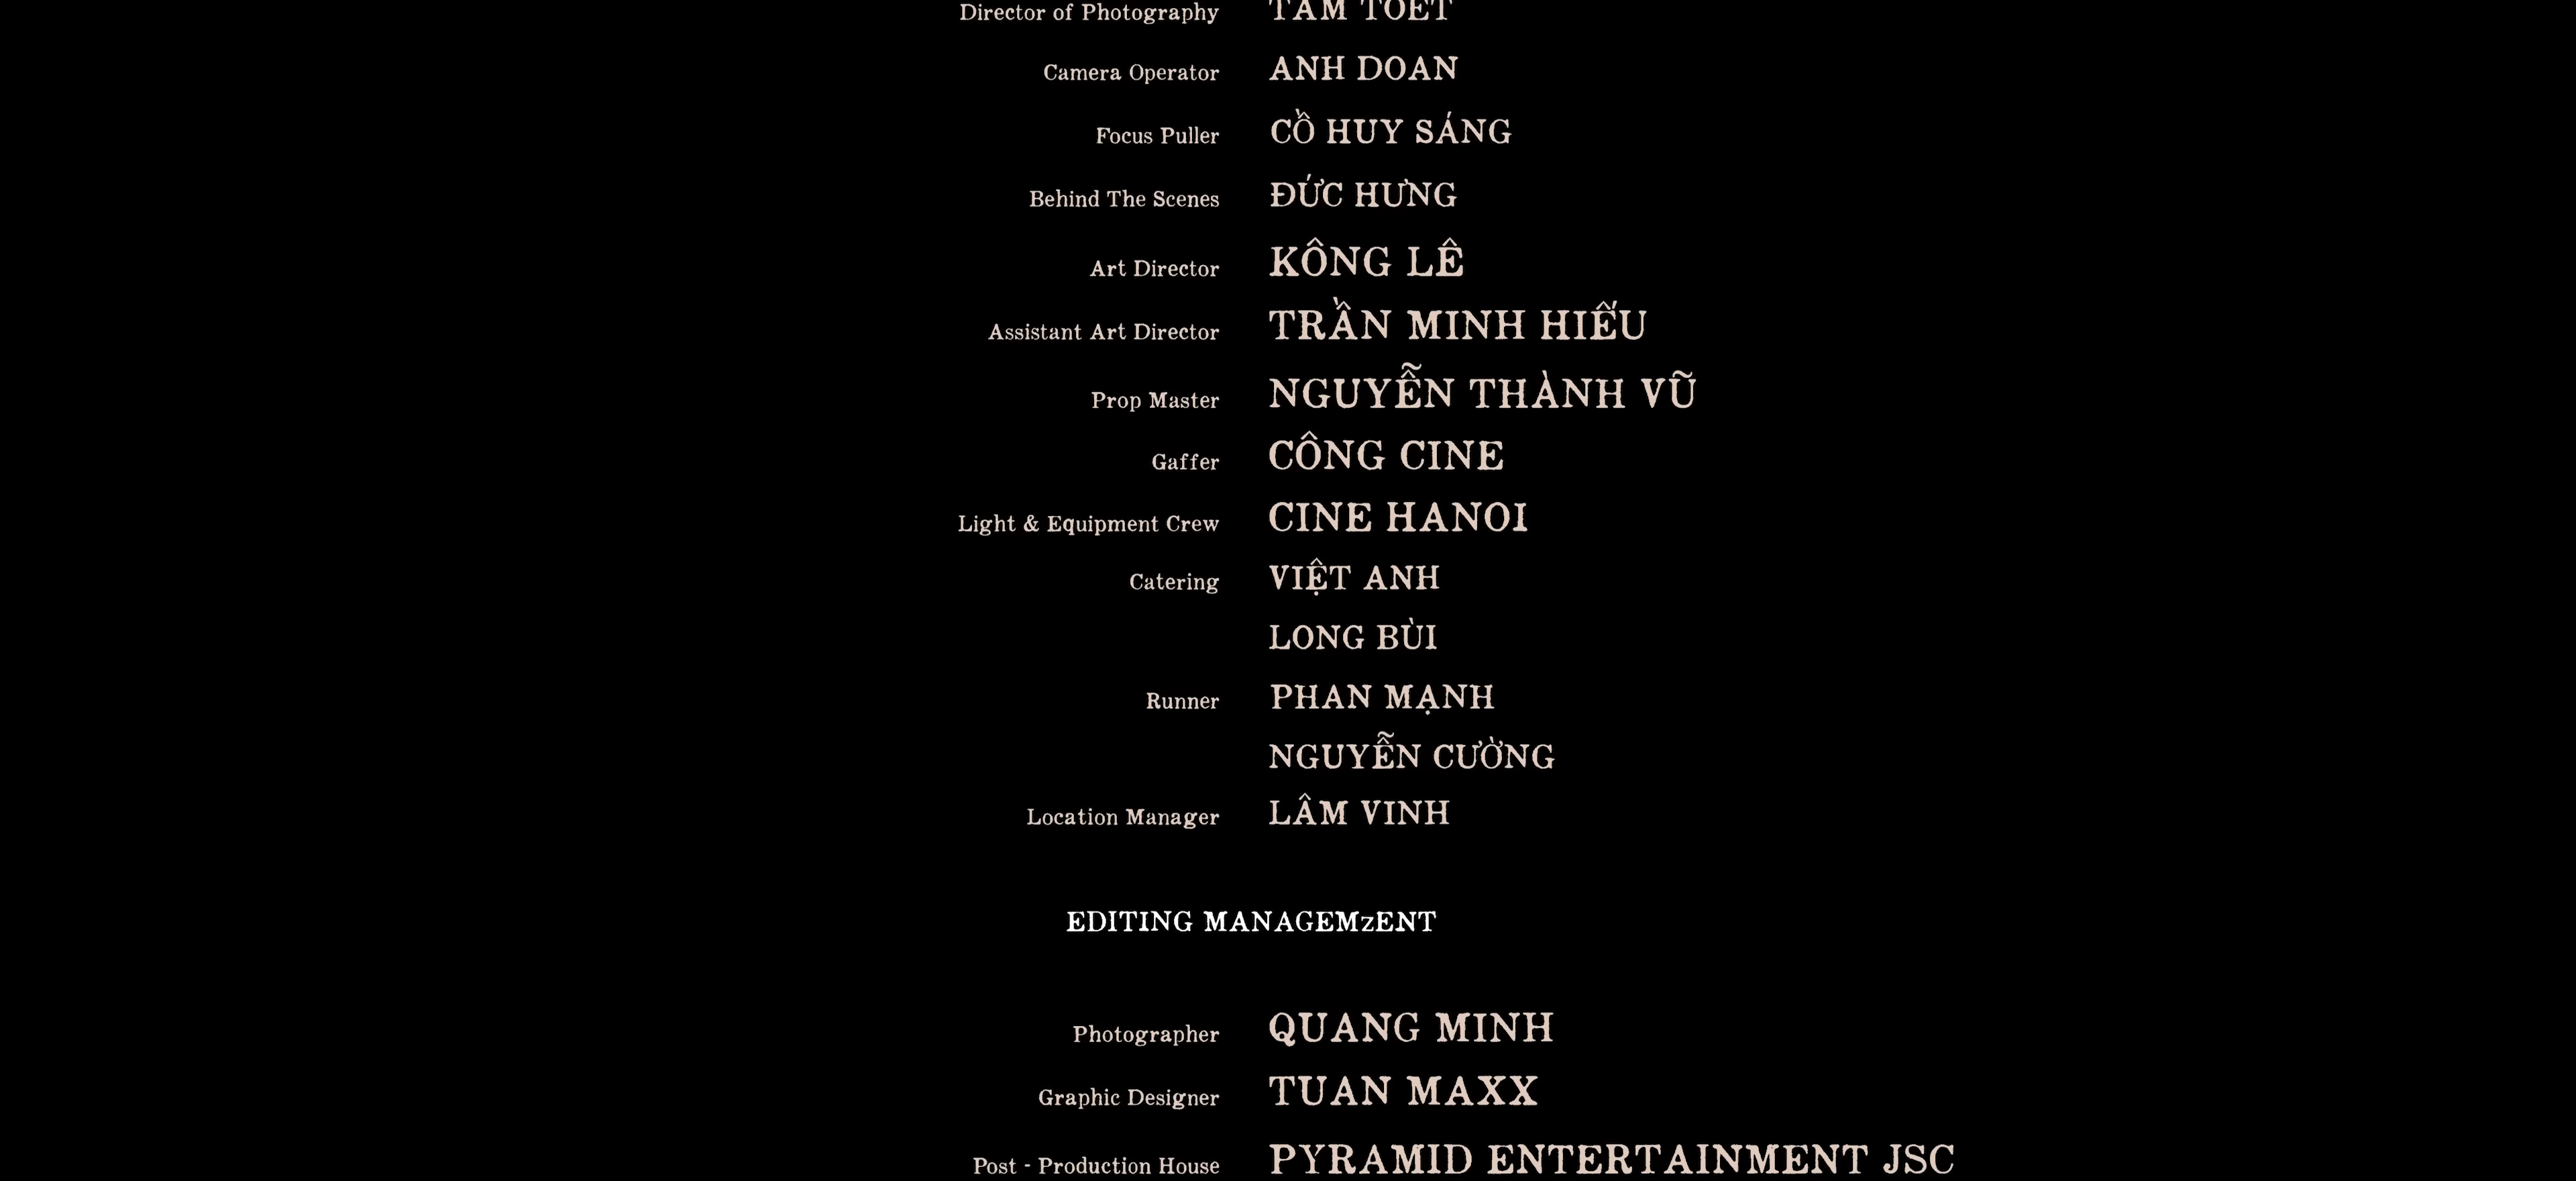 Director of Photography TÁM TOÉT
Camera Operator ANH DOAN
Focus Puller CỒ HUY SÁNG
Behind The Scenes ĐỨC HƯNG
Art Director KÔNG LÊ
Assistant Art Director TRẦN MINH HIẾU
Prop Master NGUYỄN THÀNH VŨ
Gaffer CÔNG CINE
Light & Equipment Crew CINE HANOI
Catering VIỆT ANH
LONG BÙI
Runner PHAN MẠNH
NGUYỄN CƯỜNG
Location Manager LÂM VINH
EDITING MANAGEMzENT
Photographer QUANG MINH
Graphic Designer TUAN MAXX
Post - Production House PYRAMID ENTERTAINMENT JSC